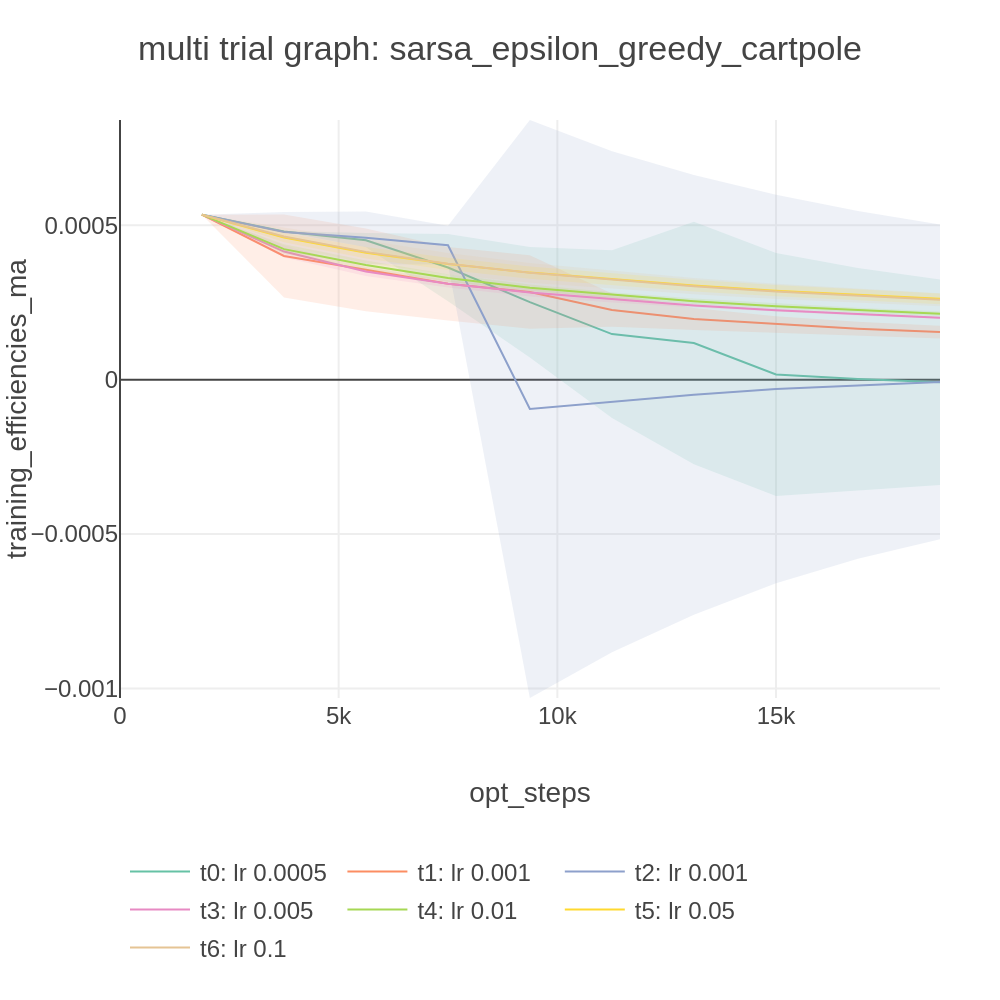 multi trial graph: sarsa_epsilon_greedy_cartpole
training_efficiencies_ma
0.0005
0
−0.0005
−0.001
0 5k 10k 15k
opt_steps
t0: lr 0.0005 t1: lr 0.001 t2: lr 0.001
t3: lr 0.005 t4: lr 0.01 t5: lr 0.05
t6: lr 0.1